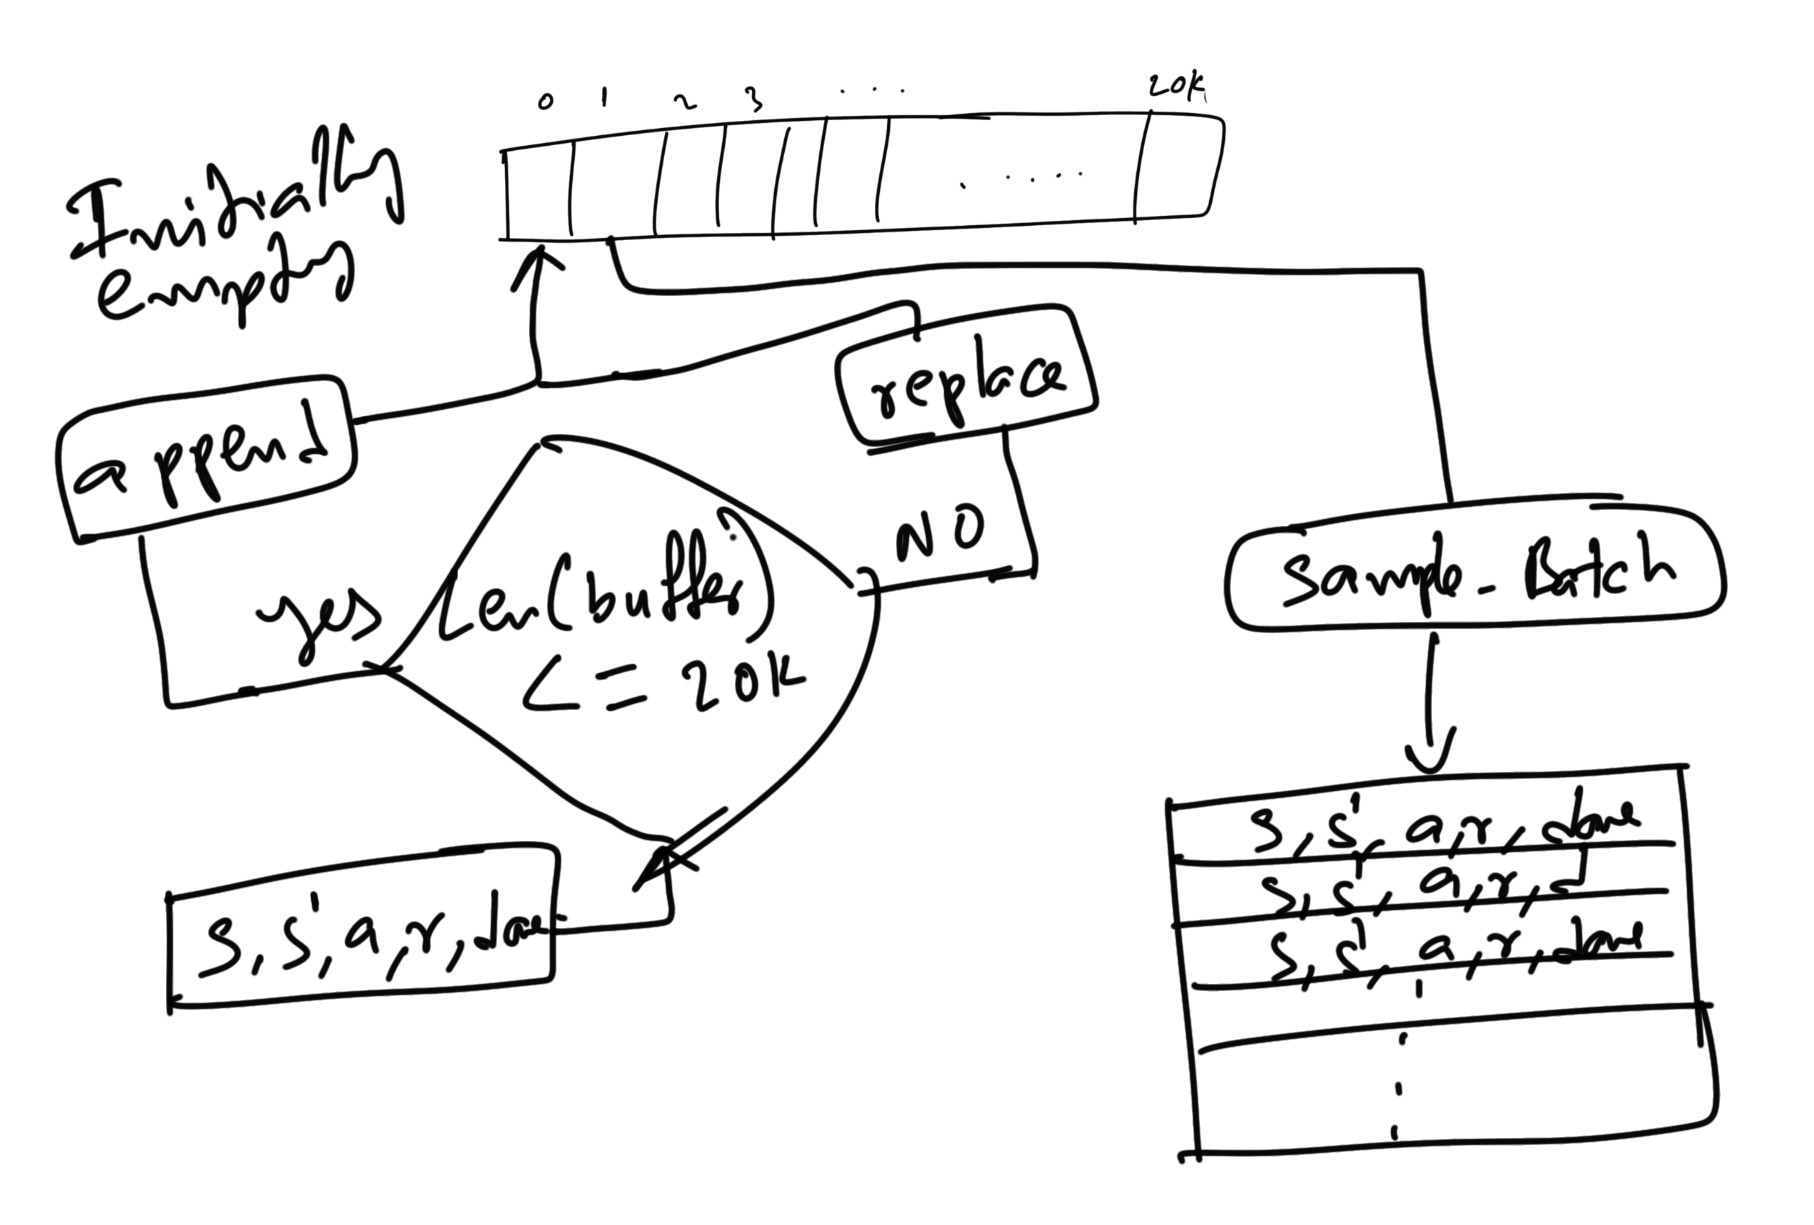 0 1 2 3 . . . 20K
Initially
empty
. . . . .
replace
append
NO
Sample_Batch
yes
Len(buffer)
<= 20K
S, S', a, r, done
S, S', a, r, d
S, S', a, r, done
S, S', a, r, done